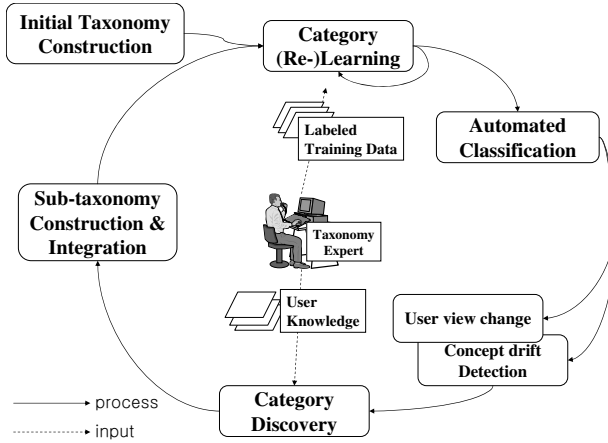 Initial Taxonomy
Construction
Category
(Re-)Learning
Labeled
Training Data
Automated
Classification
Sub-taxonomy
Construction &
Integration
Taxonomy
Expert
User
Knowledge
User view change
Concept drift
Detection
Category
Discovery
process
input